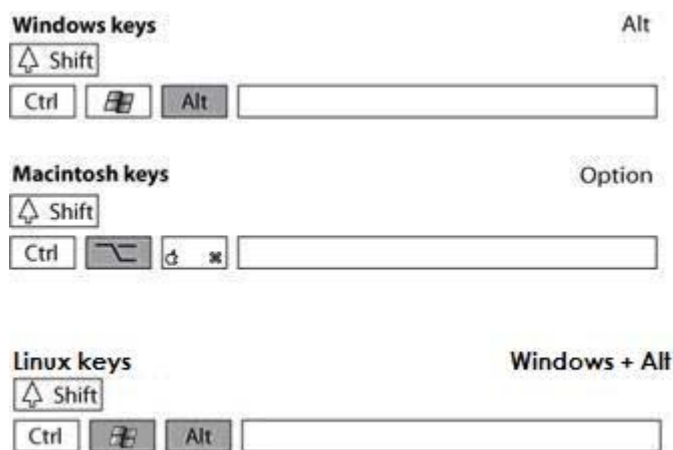 Windows keys Alt
Shift
Ctrl Alt
Macintosh keys Option
Shift
Ctrl ⌥ ⌘
Linux keys Windows + Alt
Shift
Ctrl Alt